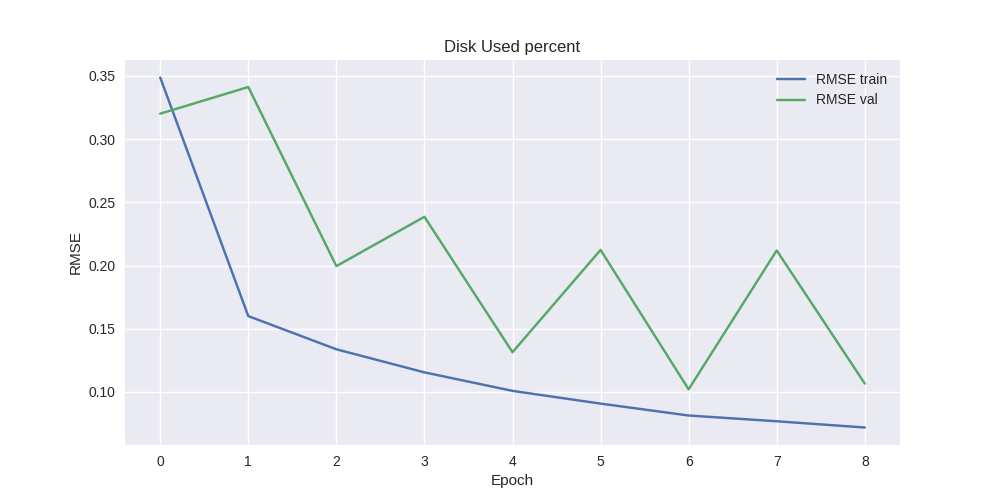 Disk Used percent
RMSE train
RMSE val
0.35
0.30
0.25
0.20
0.15
0.10
RMSE
0 1 2 3 4 5 6 7 8
Epoch